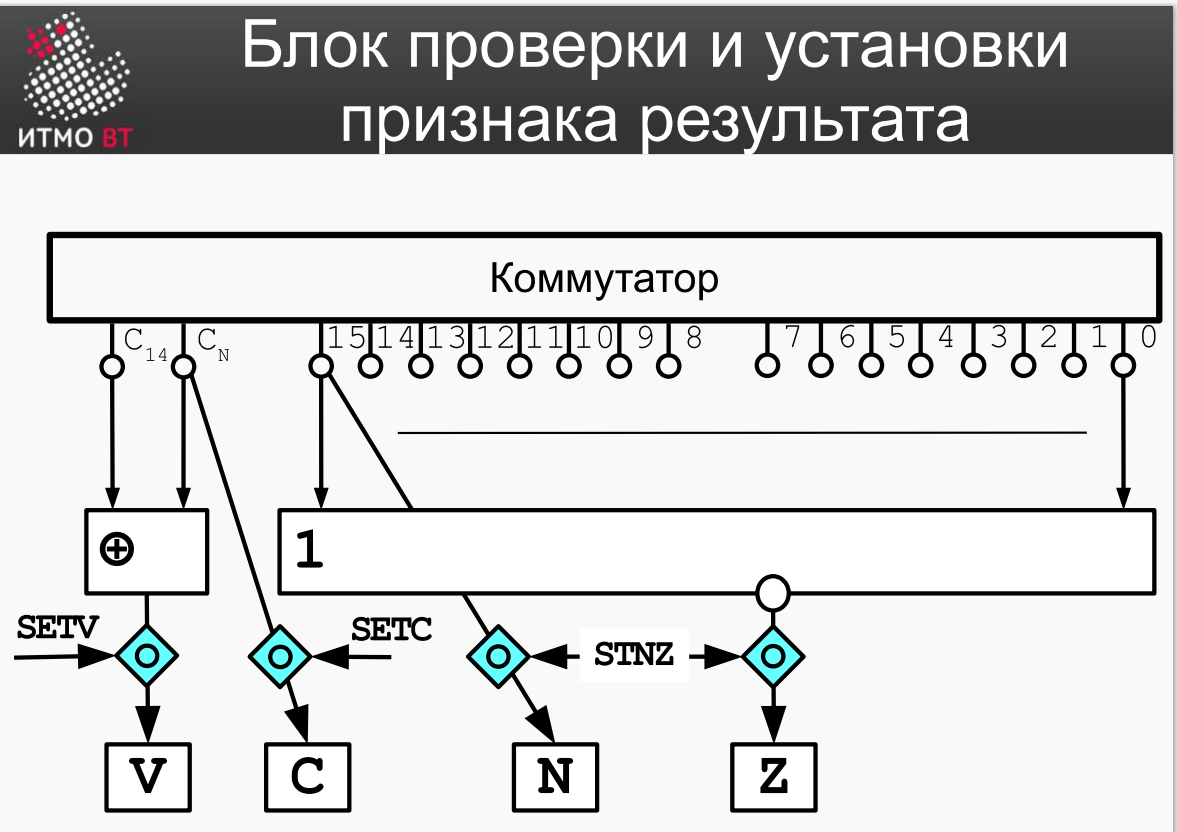 Блок проверки и установки
признака результата
ИТМО ВТ
Коммутатор
C14 CN 15 14 13 12 11 10 9 8 7 6 5 4 3 2 1 0
⊕ 1
SETV SETC STNZ
V C N Z